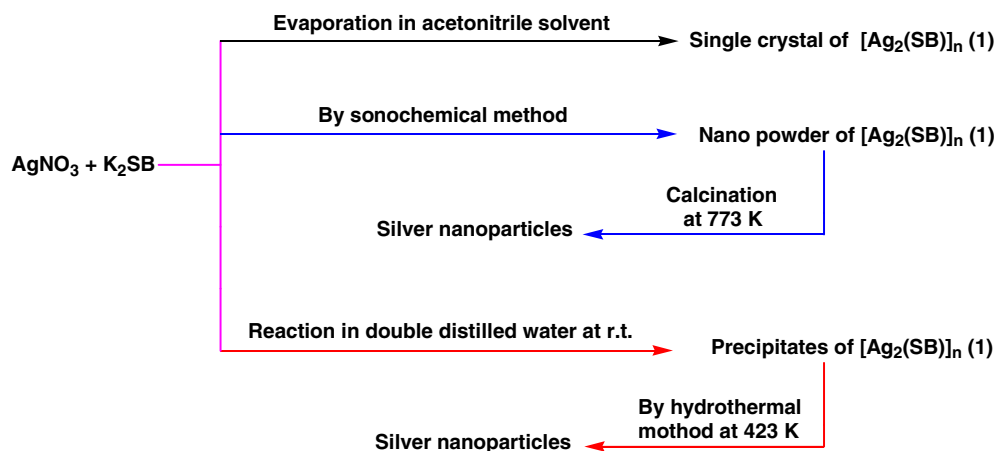 Evaporation in acetonitrile solvent
Single crystal of [Ag₂(SB)]ₙ (1)
By sonochemical method
Nano powder of [Ag₂(SB)]ₙ (1)
AgNO₃ + K₂SB
Calcination
at 773 K
Silver nanoparticles
Reaction in double distilled water at r.t.
Precipitates of [Ag₂(SB)]ₙ (1)
By hydrothermal
mothod at 423 K
Silver nanoparticles